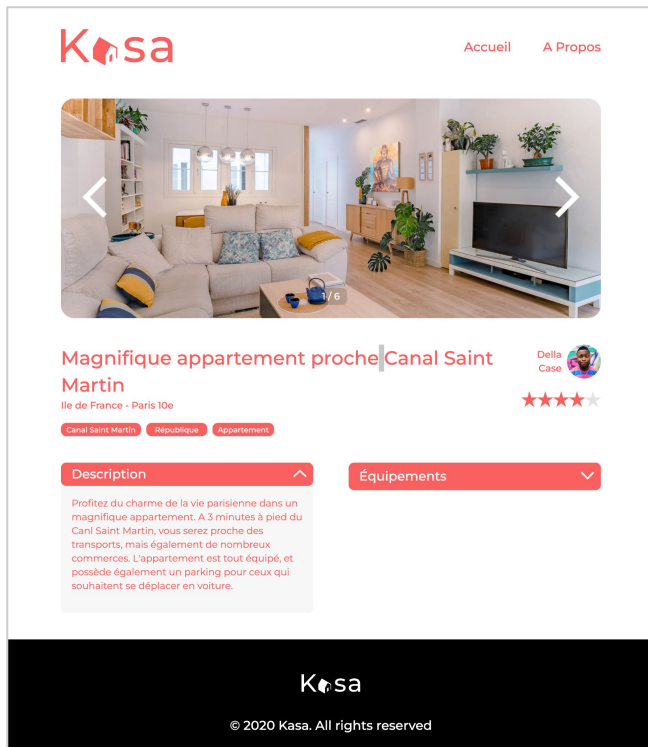 Kasa
Accueil A Propos
1 / 6
Magnifique appartement proche Canal Saint
Martin
Della
Case
Ile de France - Paris 10e
Canal Saint Martin République Appartement
Description
Équipements
Profitez du charme de la vie parisienne dans un
magnifique appartement. A 3 minutes à pied du
Canl Saint Martin, vous serez proche des
transports, mais également de nombreux
commerces. L'appartement est tout équipé, et
possède également un parking pour ceux qui
souhaitent se déplacer en voiture.
Kasa
© 2020 Kasa. All rights reserved